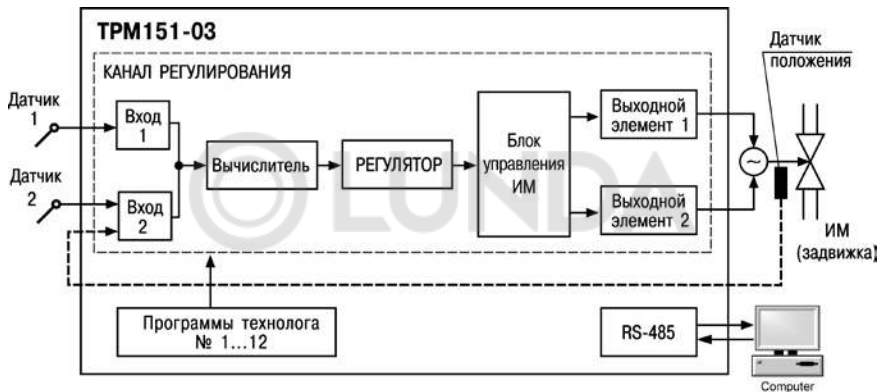 ТРМ151-03
КАНАЛ РЕГУЛИРОВАНИЯ
Датчик
1
Датчик
2
Вход
1
Вход
2
Вычислитель
РЕГУЛЯТОР
Блок
управления
ИМ
Выходной
элемент 1
Выходной
элемент 2
Датчик
положения
~
ИМ
(задвижка)
Программы технолога
№ 1...12
RS-485
Computer
LUNDA